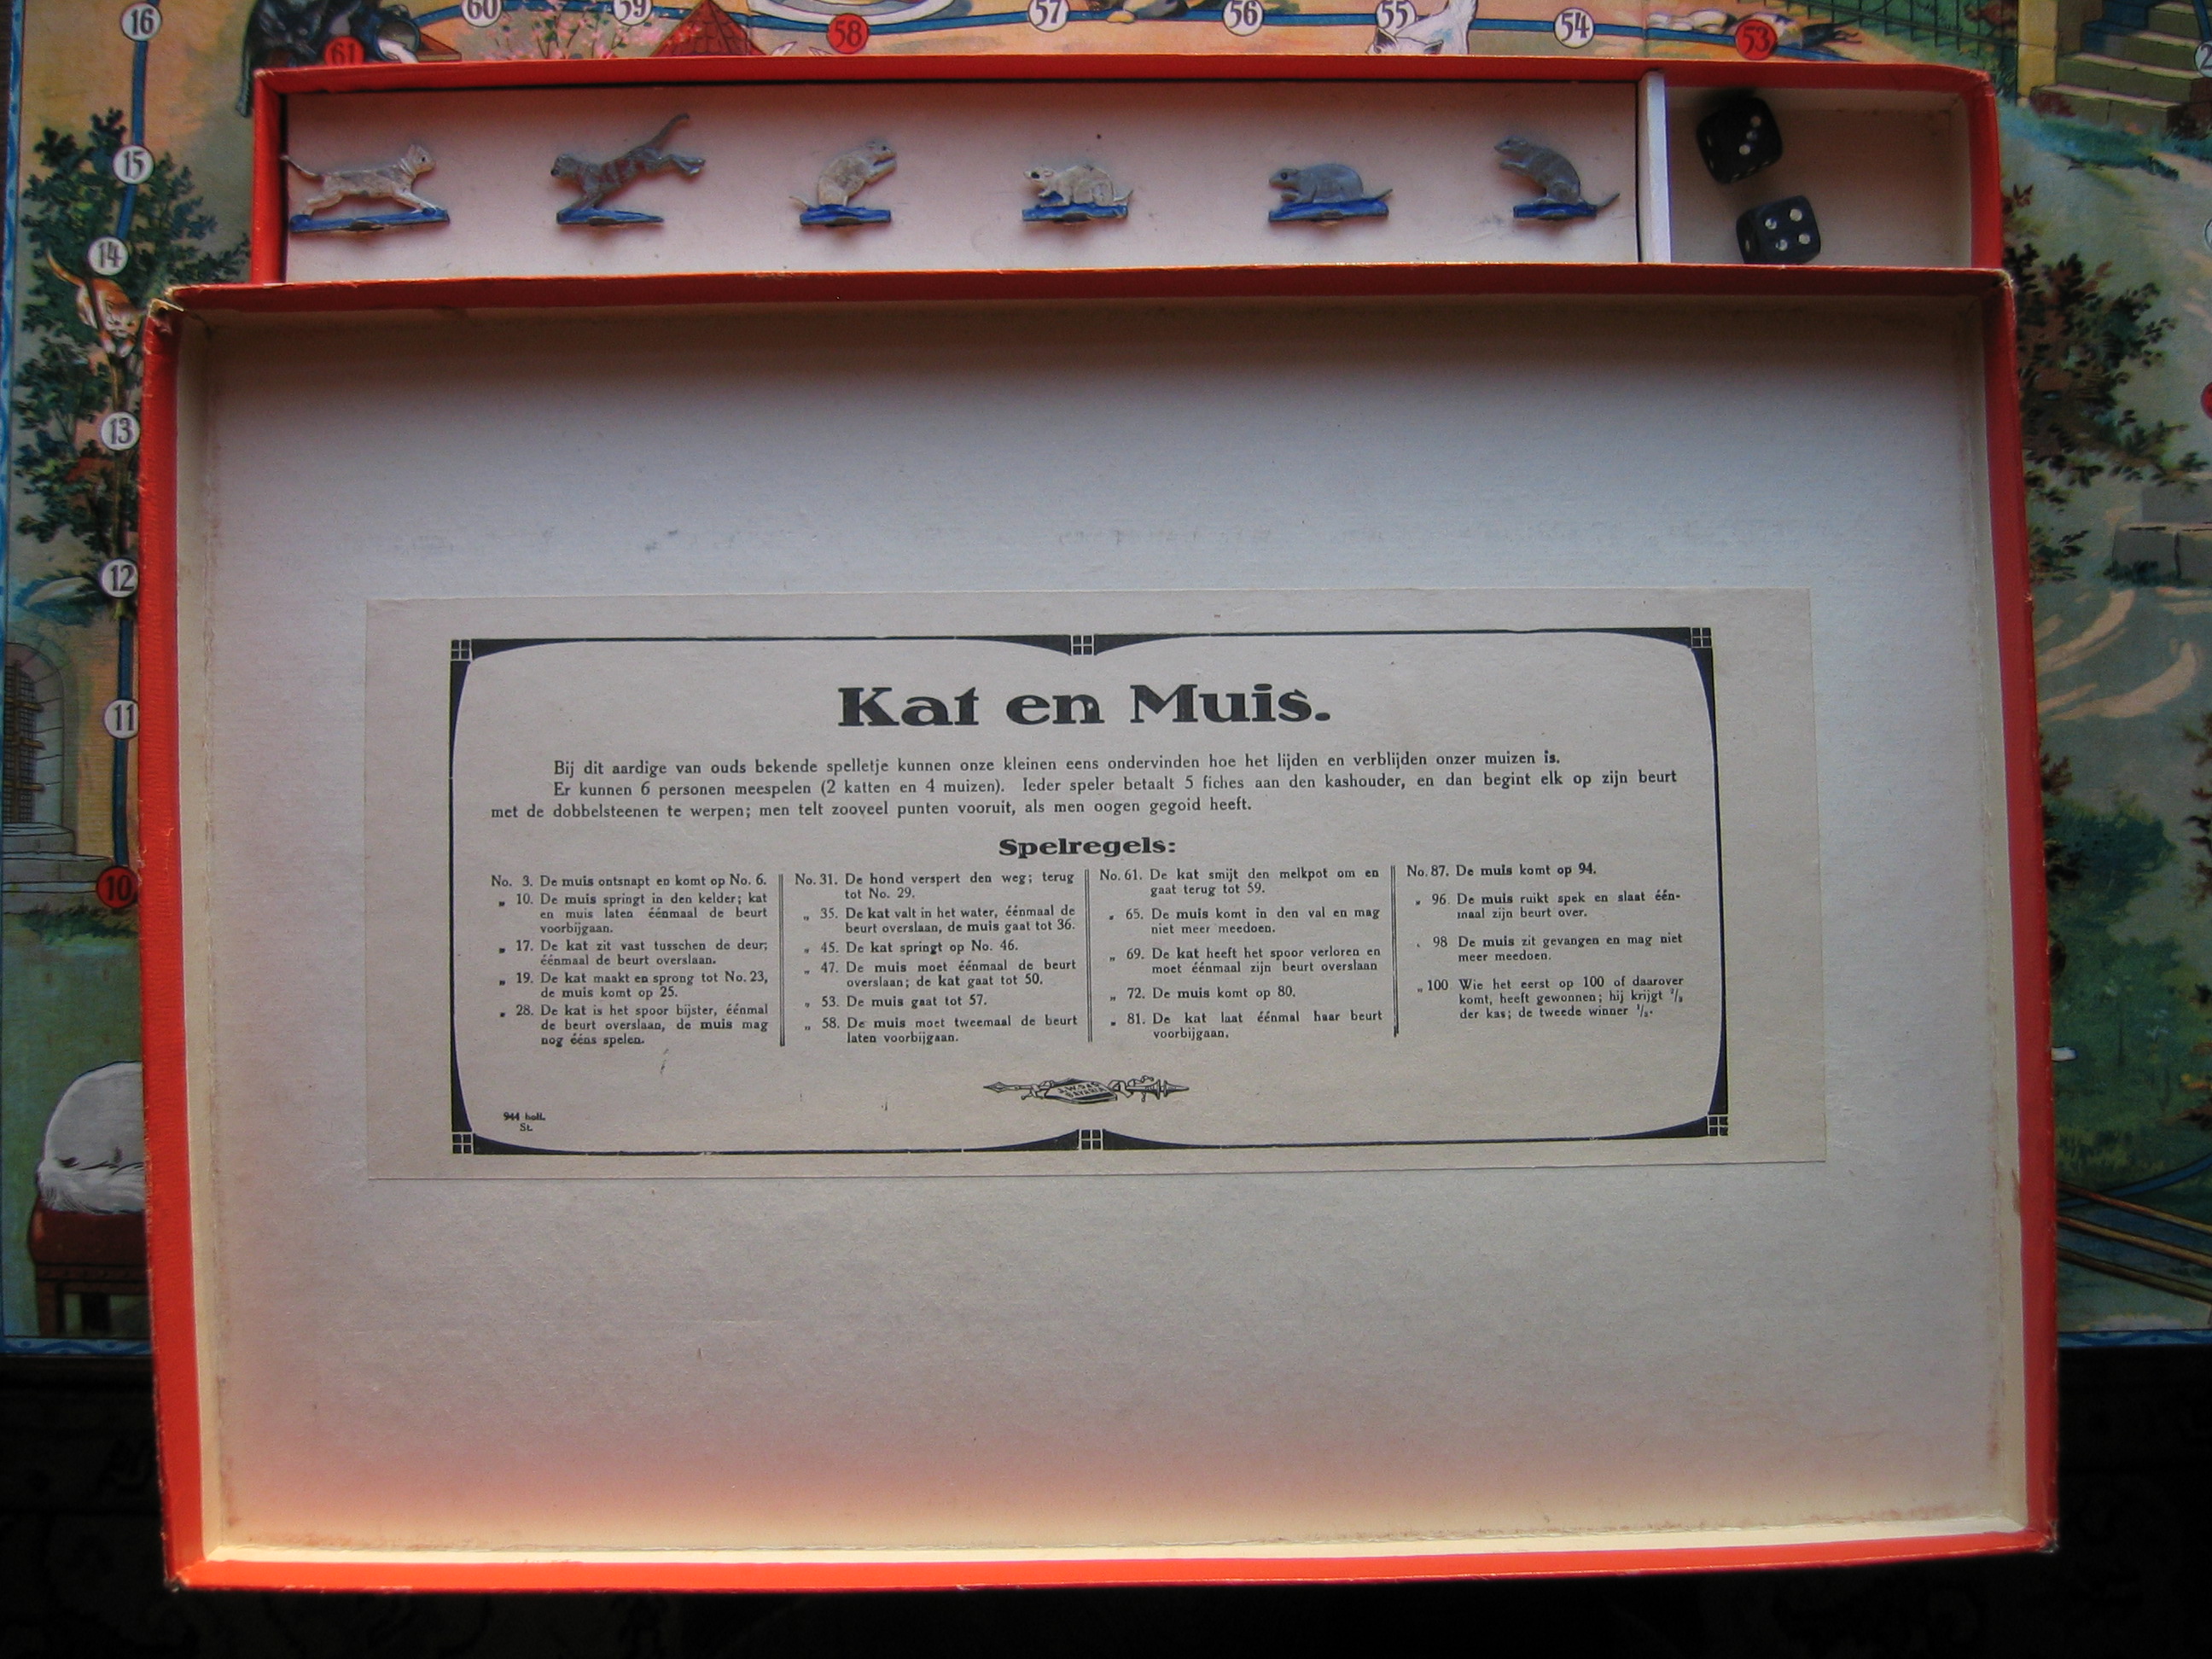 16
60
59
58
57
56
55
54
53
61
15
14
13
12
11
10
Kat en Muis.
Bij dit aardige van ouds bekende spelletje kunnen onze kleinen eens ondervinden hoe het lijden en verblijden onzer muizen is.
Er kunnen 6 personen meespelen (2 katten en 4 muizen). Ieder speler betaalt 5 fiches aan den kashouder, en dan begint elk op zijn beurt
met de dobbelsteenen te werpen; men telt zooveel punten vooruit, als men oogen gegoid heeft.
Spelregels:
No. 3. De muis ontsnapt en komt op No. 6.
„ 10. De muis springt in den kelder; kat
en muis laten éénmaal de beurt
voorbijgaan.
„ 17. De kat zit vast tusschen de deur;
éénmaal de beurt overslaan.
„ 19. De kat maakt en sprong tot No. 23,
de muis komt op 25.
„ 28. De kat is het spoor bijster, éénmal
de beurt overslaan, de muis mag
nog ééns spelen.
No. 31. De hond verspert den weg; terug
tot No. 29.
„ 35. De kat valt in het water, éénmaal de
beurt overslaan, de muis gaat tot 36.
„ 45. De kat springt op No. 46.
„ 47. De muis moet éénmaal de beurt
overslaan; de kat gaat tot 50.
„ 53. De muis gaat tot 57.
„ 58. De muis moet tweemaal de beurt
laten voorbijgaan.
No. 61. De kat smijt den melkpot om en
gaat terug tot 59.
„ 65. De muis komt in den val en mag
niet meer meedoen.
„ 69. De kat heeft het spoor verloren en
moet éénmaal zijn beurt overslaan
„ 72. De muis komt op 80.
„ 81. De kat laat éénmal haar beurt
voorbijgaan.
No. 87. De muis komt op 94.
„ 96. De muis ruikt spek en slaat één-
maal zijn beurt over.
„ 98 De muis zit gevangen en mag niet
meer meedoen.
„ 100 Wie het eerst op 100 of daarover
komt, heeft gewonnen; hij krijgt ²/₃
der kas; de tweede winner ¹/₃.
944 holl.
St.